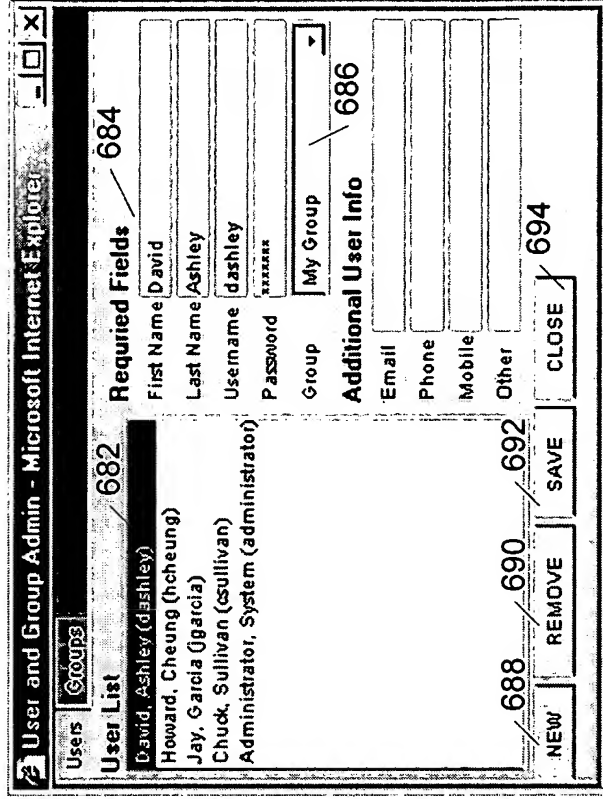 User and Group Admin - Microsoft Internet Explorer
Users Groups
User List 682
David, Ashley (dashley)
Howard, Cheung (hcheung)
Jay, Garcia (jgarcia)
Chuck, Sullivan (csullivan)
Administrator, System (administrator)
Requried Fields 684
First Name David
Last Name Ashley
Username dashley
Password xxxxxxx
Group My Group
686
Additional User Info
Email
Phone
Mobile
Other
688 690 692 694
NEW REMOVE SAVE CLOSE